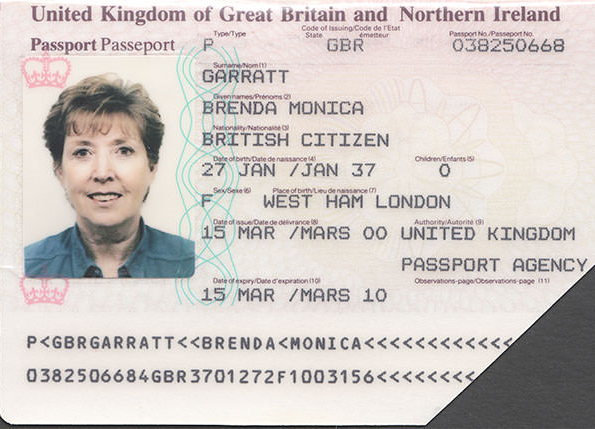 United Kingdom of Great Britain and Northern Ireland
Passport Passeport
Type/Type
Code of Issuing/Code de l'Etat
State émetteur
Passport No./Passeport No.
P GBR 038250668
Surname/Nom (1)
GARRATT
Given names/Prénoms (2)
BRENDA MONICA
Nationality/Nationalité (3)
BRITISH CITIZEN
Date of birth/Date de naissance (4) Children/Enfants (5)
27 JAN /JAN 37 0
Sex/Sexe (6) Place of birth/Lieu de naissance (7)
F WEST HAM LONDON
Date of issue/Date de délivrance (8) Authority/Autorité (9)
15 MAR /MARS 00 UNITED KINGDOM
PASSPORT AGENCY
Date of expiry/Date d'expiration (10) Observations-page/Observations-page (11)
15 MAR /MARS 10
P<GBRGARRATT<<BRENDA<MONICA<<<<<<<<<<<<
0382506684GBR3701272F1003156<<<<<<<<<